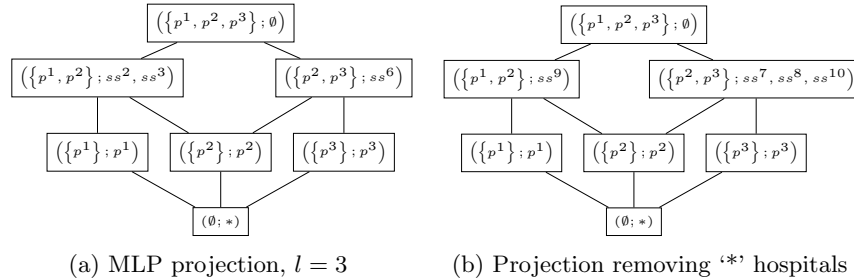 ({p¹, p², p³} ; ∅) ({p¹, p², p³} ; ∅)
({p¹, p²} ; ss², ss³) ({p², p³} ; ss⁶) ({p¹, p²} ; ss⁹) ({p², p³} ; ss⁷, ss⁸, ss¹⁰)
({p¹} ; p¹) ({p²} ; p²) ({p³} ; p³) ({p¹} ; p¹) ({p²} ; p²) ({p³} ; p³)
(∅; *) (∅; *)
(a) MLP projection, l = 3 (b) Projection removing ‘*’ hospitals